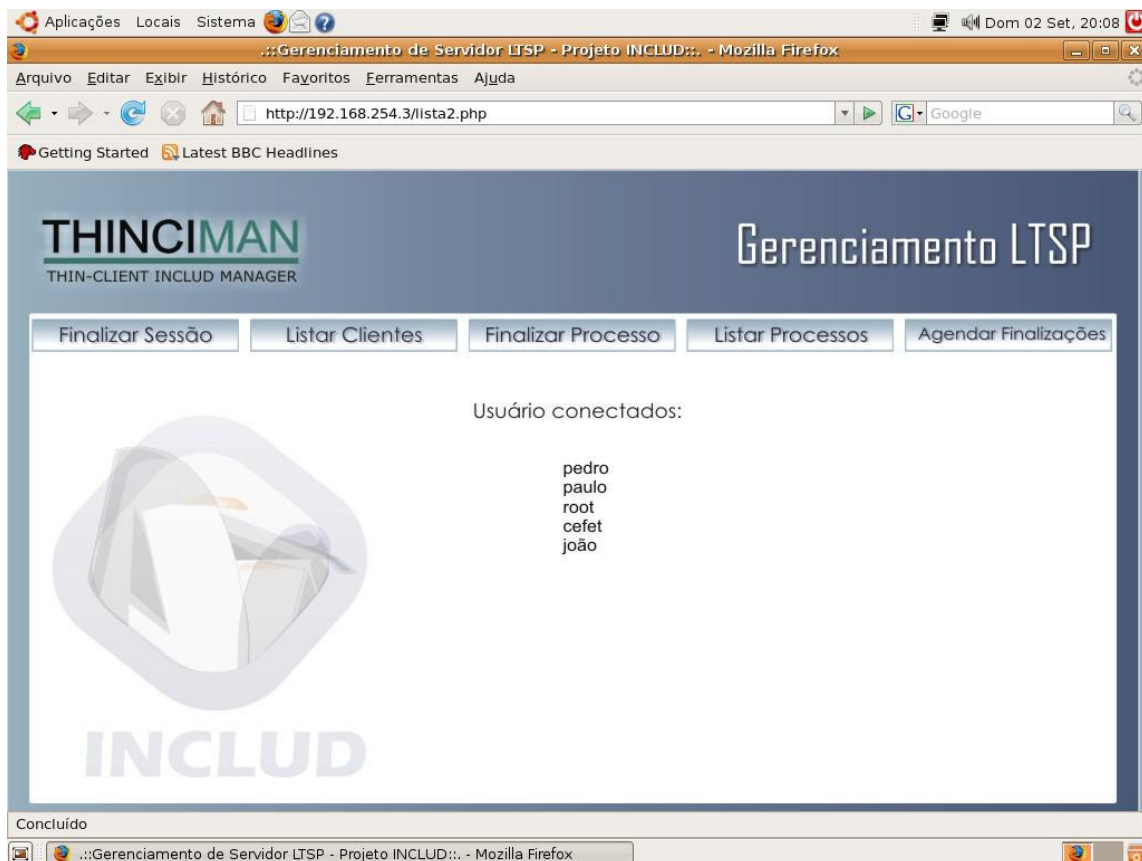 Aplicações Locais Sistema Dom 02 Set, 20:08
.::Gerenciamento de Servidor LTSP - Projeto INCLUD::. - Mozilla Firefox
Arquivo Editar Exibir Histórico Favoritos Ferramentas Ajuda
http://192.168.254.3/lista2.php G Google
Getting Started Latest BBC Headlines
THINCIMAN
THIN-CLIENT INCLUD MANAGER
Gerenciamento LTSP
Finalizar Sessão Listar Clientes Finalizar Processo Listar Processos Agendar Finalizações
Usuário conectados:
pedro
paulo
root
cefet
joão
INCLUD
Concluído
.::Gerenciamento de Servidor LTSP - Projeto INCLUD::. - Mozilla Firefox